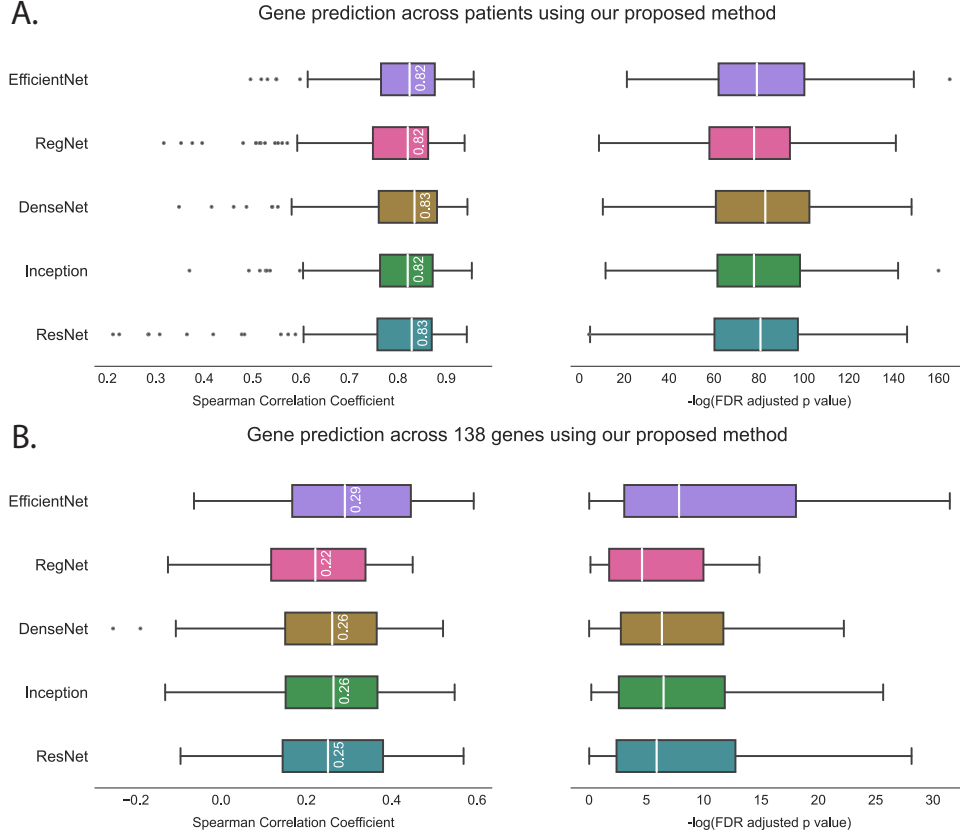 A.
Gene prediction across patients using our proposed method
EfficientNet
0.82
RegNet
0.82
DenseNet
0.83
Inception
0.82
ResNet
0.83
0.2 0.3 0.4 0.5 0.6 0.7 0.8 0.9
Spearman Correlation Coefficient
0 20 40 60 80 100 120 140 160
-log(FDR adjusted p value)
B.
Gene prediction across 138 genes using our proposed method
EfficientNet
0.29
RegNet
0.22
DenseNet
0.26
Inception
0.26
ResNet
0.25
−0.2 0.0 0.2 0.4 0.6
Spearman Correlation Coefficient
0 5 10 15 20 25 30
-log(FDR adjusted p value)